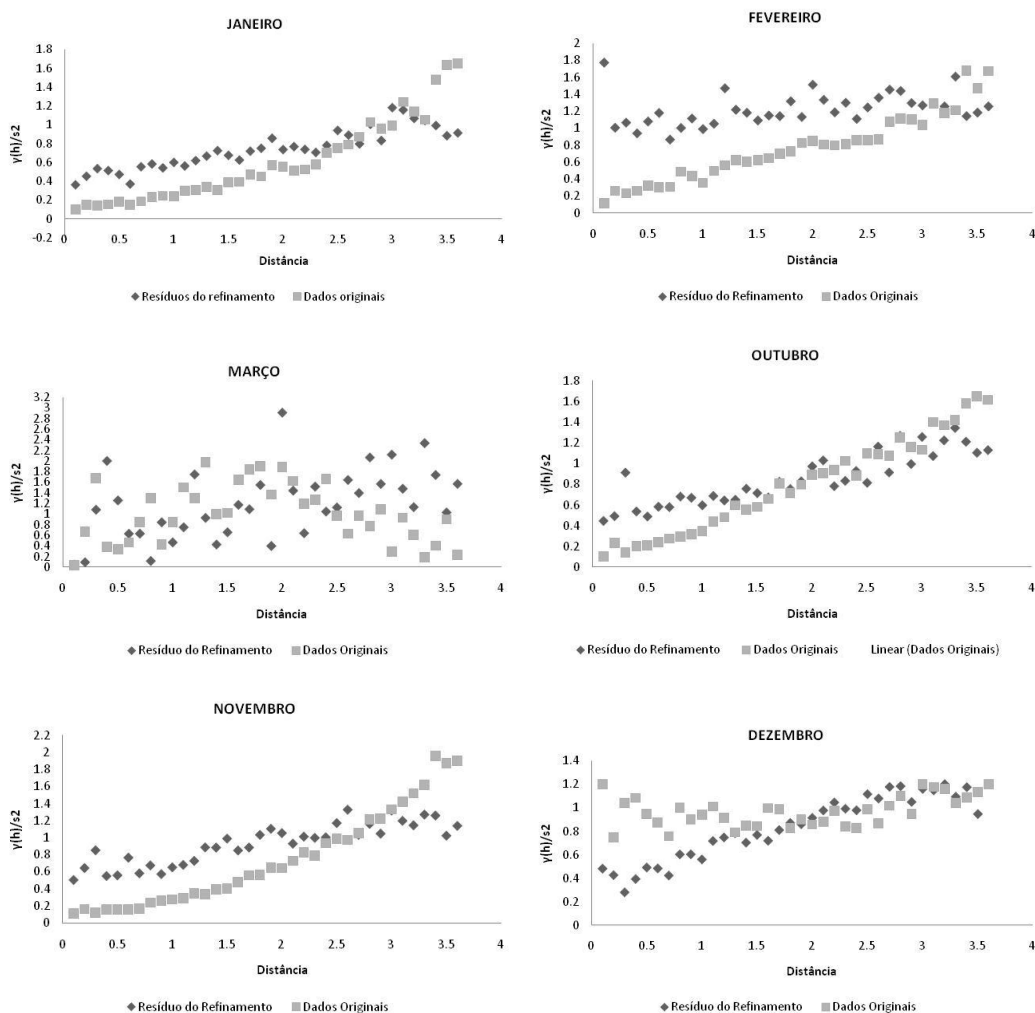 JANEIRO
γ(h)/s2
1.8
1.6
1.4
1.2
1
0.8
0.6
0.4
0.2
0
-0.2
0 0.5 1 1.5 2 2.5 3 3.5 4
Distância
Resíduos do refinamento Dados originais
FEVEREIRO
γ(h)/s2
2
1.8
1.6
1.4
1.2
1
0.8
0.6
0.4
0.2
0
0 0.5 1 1.5 2 2.5 3 3.5 4
Distância
Resíduo do Refinamento Dados Originais
MARÇO
γ(h)/s2
3.2
3
2.8
2.6
2.4
2.2
2
1.8
1.6
1.4
1.2
1
0.8
0.6
0.4
0.2
0
0 0.5 1 1.5 2 2.5 3 3.5 4
Distância
Resíduo do Refinamento Dados Originais
OUTUBRO
γ(h)/s2
1.8
1.6
1.4
1.2
1
0.8
0.6
0.4
0.2
0
0 0.5 1 1.5 2 2.5 3 3.5 4
Distância
Resíduo do Refinamento Dados Originais Linear (Dados Originais)
NOVEMBRO
γ(h)/s2
2.2
2
1.8
1.6
1.4
1.2
1
0.8
0.6
0.4
0.2
0
0 0.5 1 1.5 2 2.5 3 3.5 4
Distância
Resíduo do Refinamento Dados Originais
DEZEMBRO
γ(h)/s2
1.4
1.2
1
0.8
0.6
0.4
0.2
0
0 0.5 1 1.5 2 2.5 3 3.5 4
Distância
Resíduo do Refinamento Dados Originais